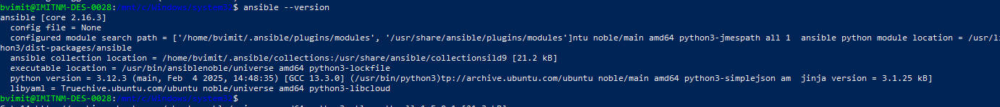 bvimit@IMITNM-DES-0028:/mnt/c/Windows/system32$ ansible --version
ansible [core 2.16.3]
  config file = None
  configured module search path = ['/home/bvimit/.ansible/plugins/modules', '/usr/share/ansible/plugins/modules']ntu noble/main amd64 python3-jmespath all 1  ansible python module location = /usr/li
hon3/dist-packages/ansible
  ansible collection location = /home/bvimit/.ansible/collections:/usr/share/ansible/collectionsild9 [21.2 kB]
  executable location = /usr/bin/ansiblenoble/universe amd64 python3-lockfile
  python version = 3.12.3 (main, Feb  4 2025, 14:48:35) [GCC 13.3.0] (/usr/bin/python3)tp://archive.ubuntu.com/ubuntu noble/main amd64 python3-simplejson am  jinja version = 3.1.25 kB]
  libyaml = Truechive.ubuntu.com/ubuntu noble/universe amd64 python3-libcloud
bvimit@IMITNM-DES-0028:/mnt/c/Windows/system32$